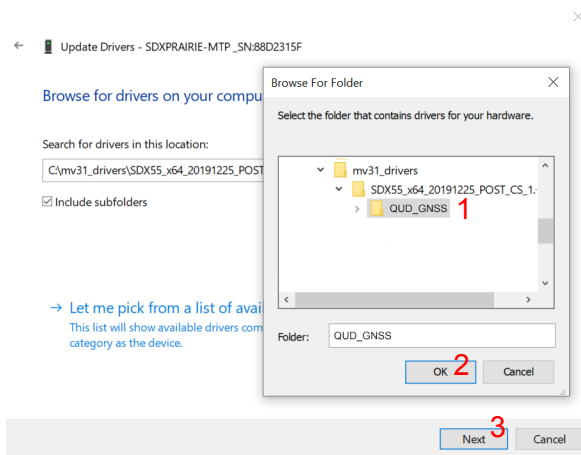 Update Drivers - SDXPRAIRIE-MTP _SN:88D2315F
Browse for drivers on your compu
Search for drivers in this location:
C:\mv31_drivers\SDX55_x64_20191225_POST
Include subfolders
→ Let me pick from a list of avai
This list will show available drivers com
category as the device.
Browse For Folder
Select the folder that contains drivers for your hardware.
mv31_drivers
SDX55_x64_20191225_POST_CS_1.
QUD_GNSS 1
Folder: QUD_GNSS
OK 2 Cancel
Next 3 Cancel